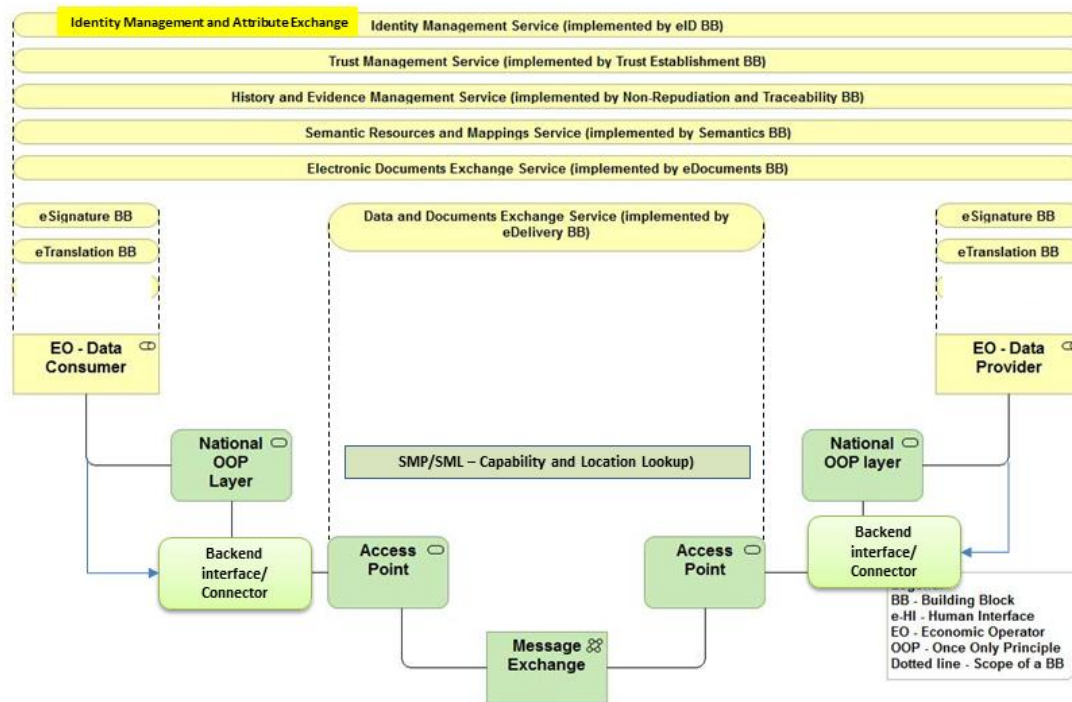 Identity Management and Attribute Exchange
Identity Management Service (implemented by eID BB)
Trust Management Service (implemented by Trust Establishment BB)
History and Evidence Management Service (implemented by Non-Repudiation and Traceability BB)
Semantic Resources and Mappings Service (implemented by Semantics BB)
Electronic Documents Exchange Service (implemented by eDocuments BB)
eSignature BB
Data and Documents Exchange Service (implemented by
eDelivery BB)
eSignature BB
eTranslation BB
eTranslation BB
EO - Data
Consumer
EO - Data
Provider
National
OOP
Layer
SMP/SML – Capability and Location Lookup)
National
OOP layer
Backend
interface/
Connector
Access
Point
Access
Point
Backend
interface/
Connector
BB - Building Block
e-HI - Human Interface
EO - Economic Operator
OOP - Once Only Principle
Dotted line - Scope of a BB
Message
Exchange